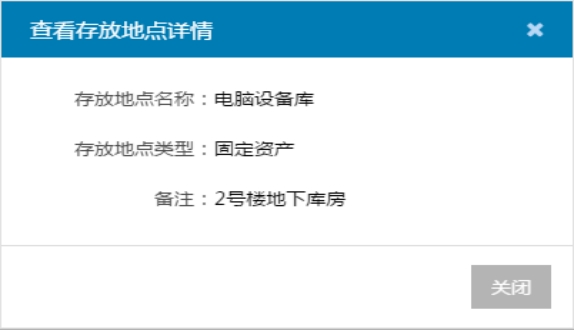 查看存放地点详情
存放地点名称：电脑设备库
存放地点类型：固定资产
备注：2号楼地下库房
关闭